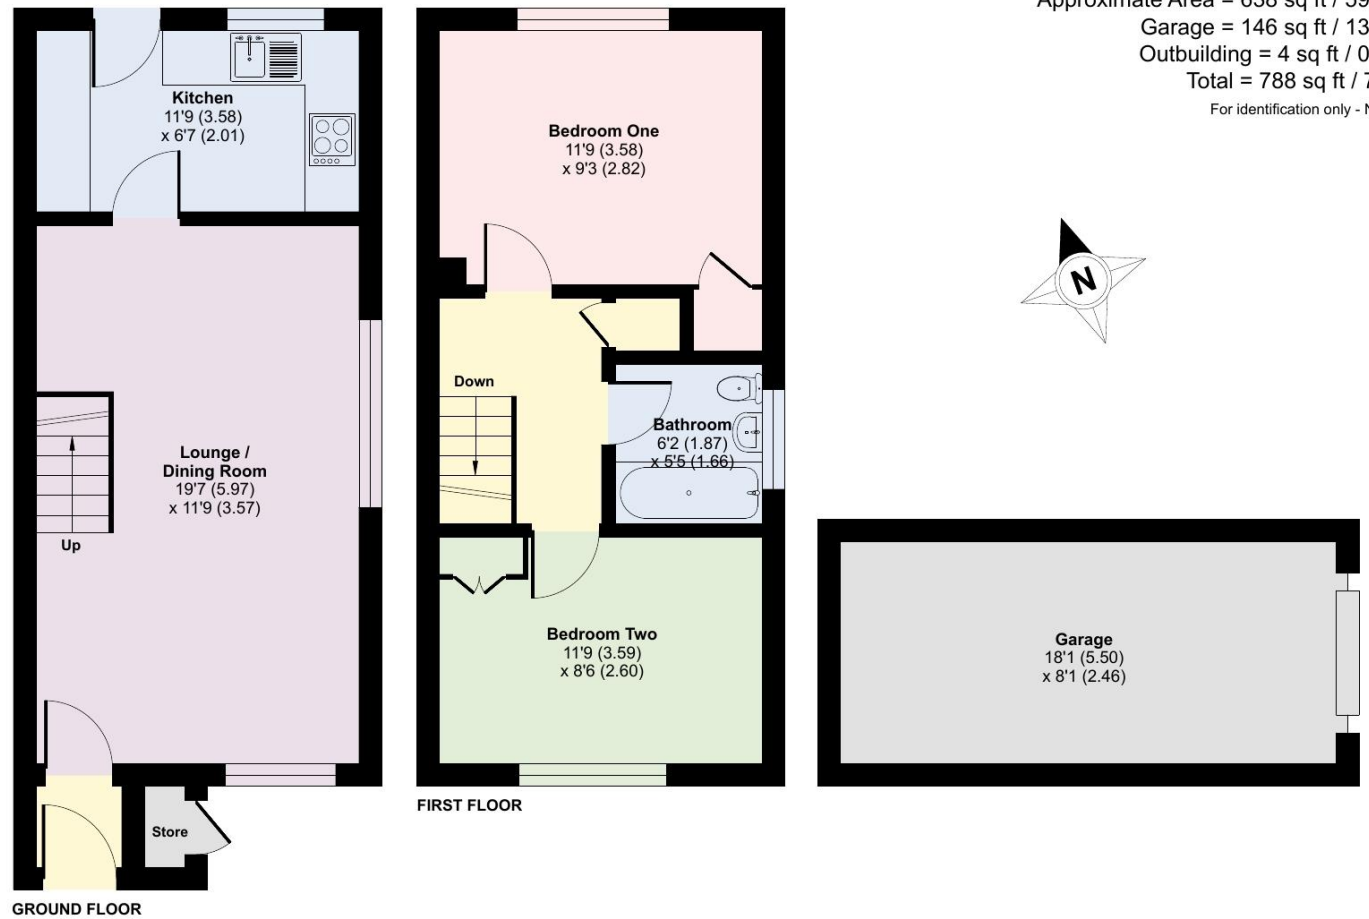 Approximate Area = 638 sq ft / 59
Garage = 146 sq ft / 13
Outbuilding = 4 sq ft / 0
Total = 788 sq ft / 7
For identification only - N
Kitchen
11'9 (3.58)
x 6'7 (2.01)
Lounge /
Dining Room
19'7 (5.97)
x 11'9 (3.57)
Up
Store
GROUND FLOOR
Bedroom One
11'9 (3.58)
x 9'3 (2.82)
Down
Bathroom
6'2 (1.87)
x 5'5 (1.66)
Bedroom Two
11'9 (3.59)
x 8'6 (2.60)
FIRST FLOOR
N
Garage
18'1 (5.50)
x 8'1 (2.46)